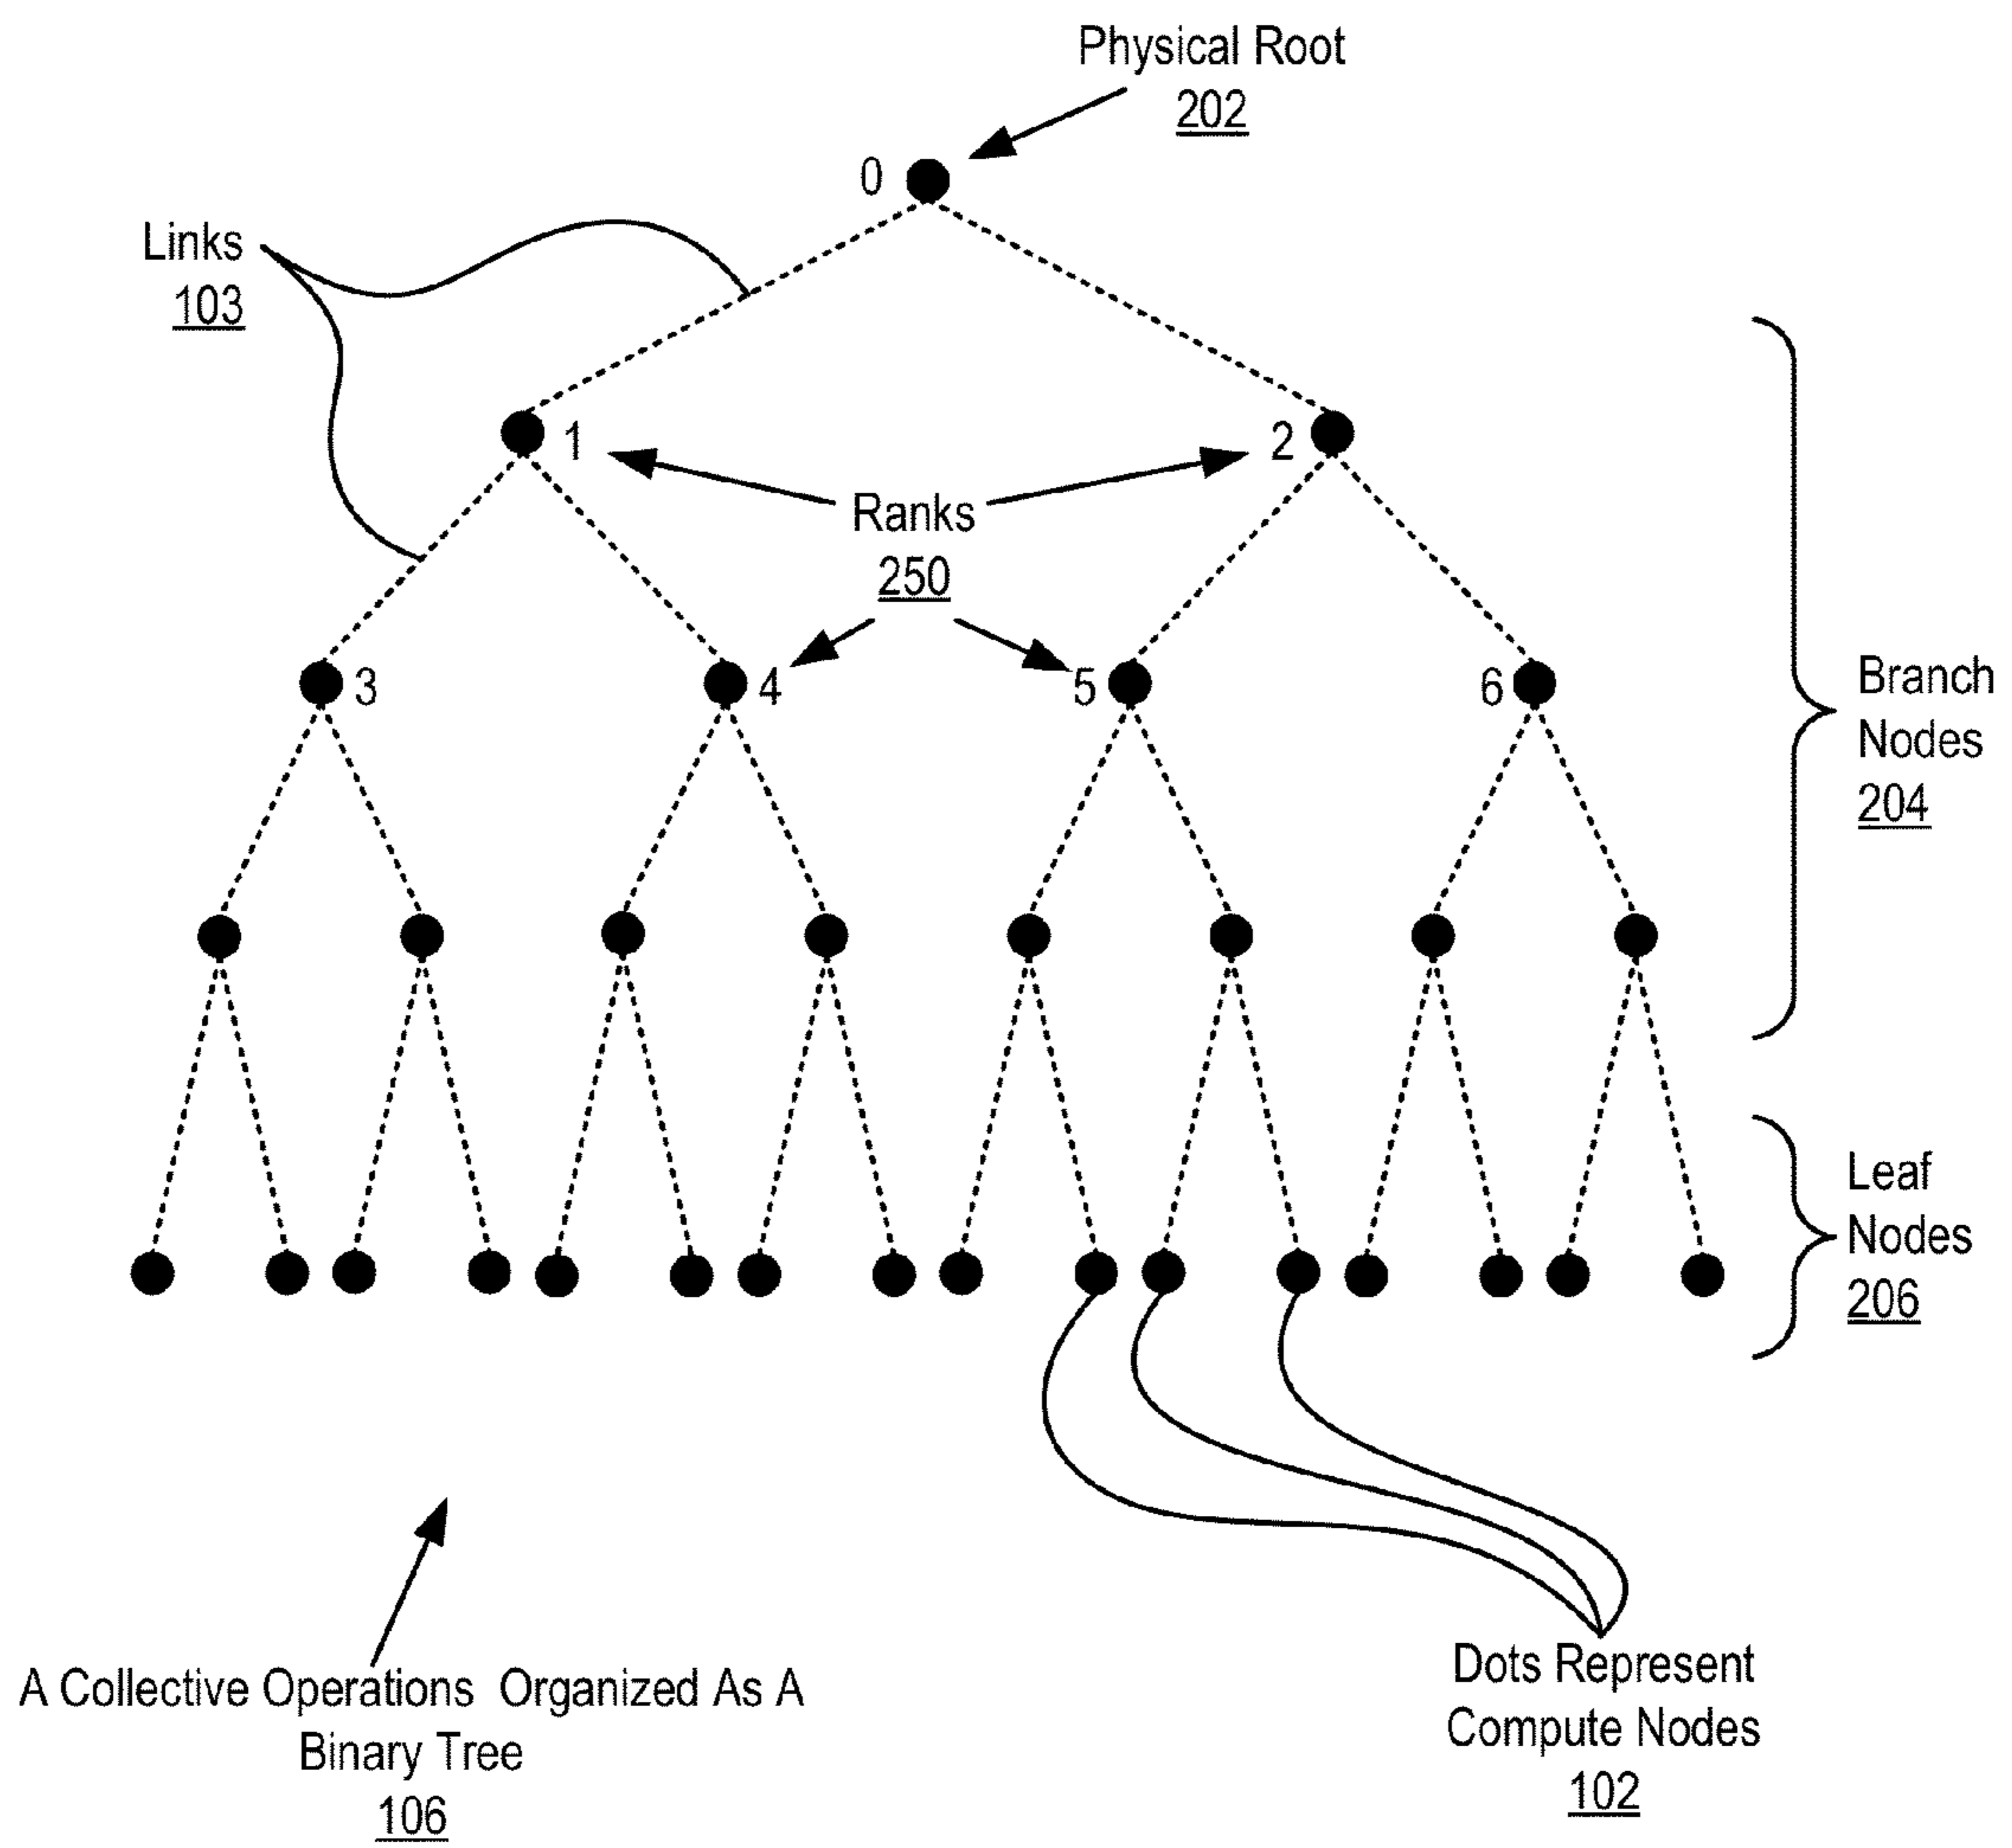 Physical Root
202
0
Links
103
1
2
Ranks
250
3
4
5
6
Branch
Nodes
204
Leaf
Nodes
206
A Collective Operations Organized As A
Binary Tree
106
Dots Represent
Compute Nodes
102